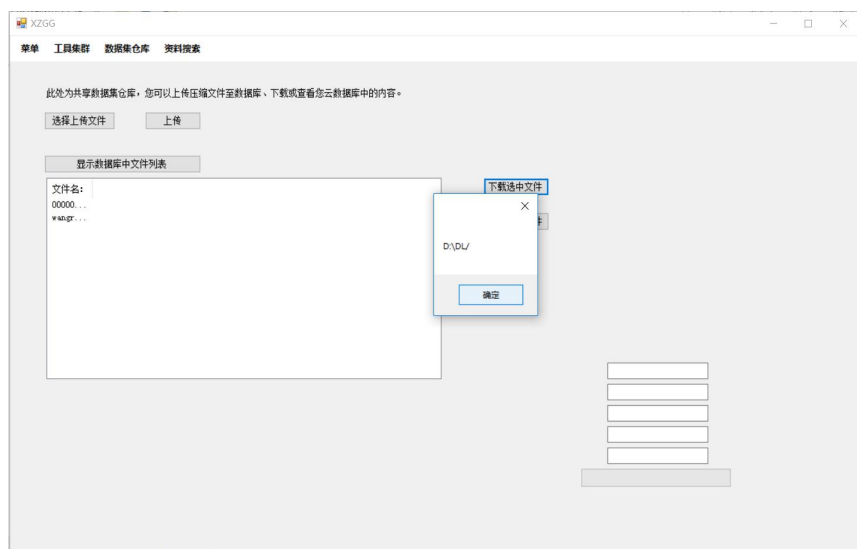 XZGG
菜单 工具集群 数据集仓库 资料搜索
此处为共享数据集仓库，您可以上传压缩文件至数据库、下载或查看您云数据库中的内容。
选择上传文件 上传
显示数据库中文件列表
文件名:
00000...
wangr...
下载选中文件
件
D:\DL/
确定